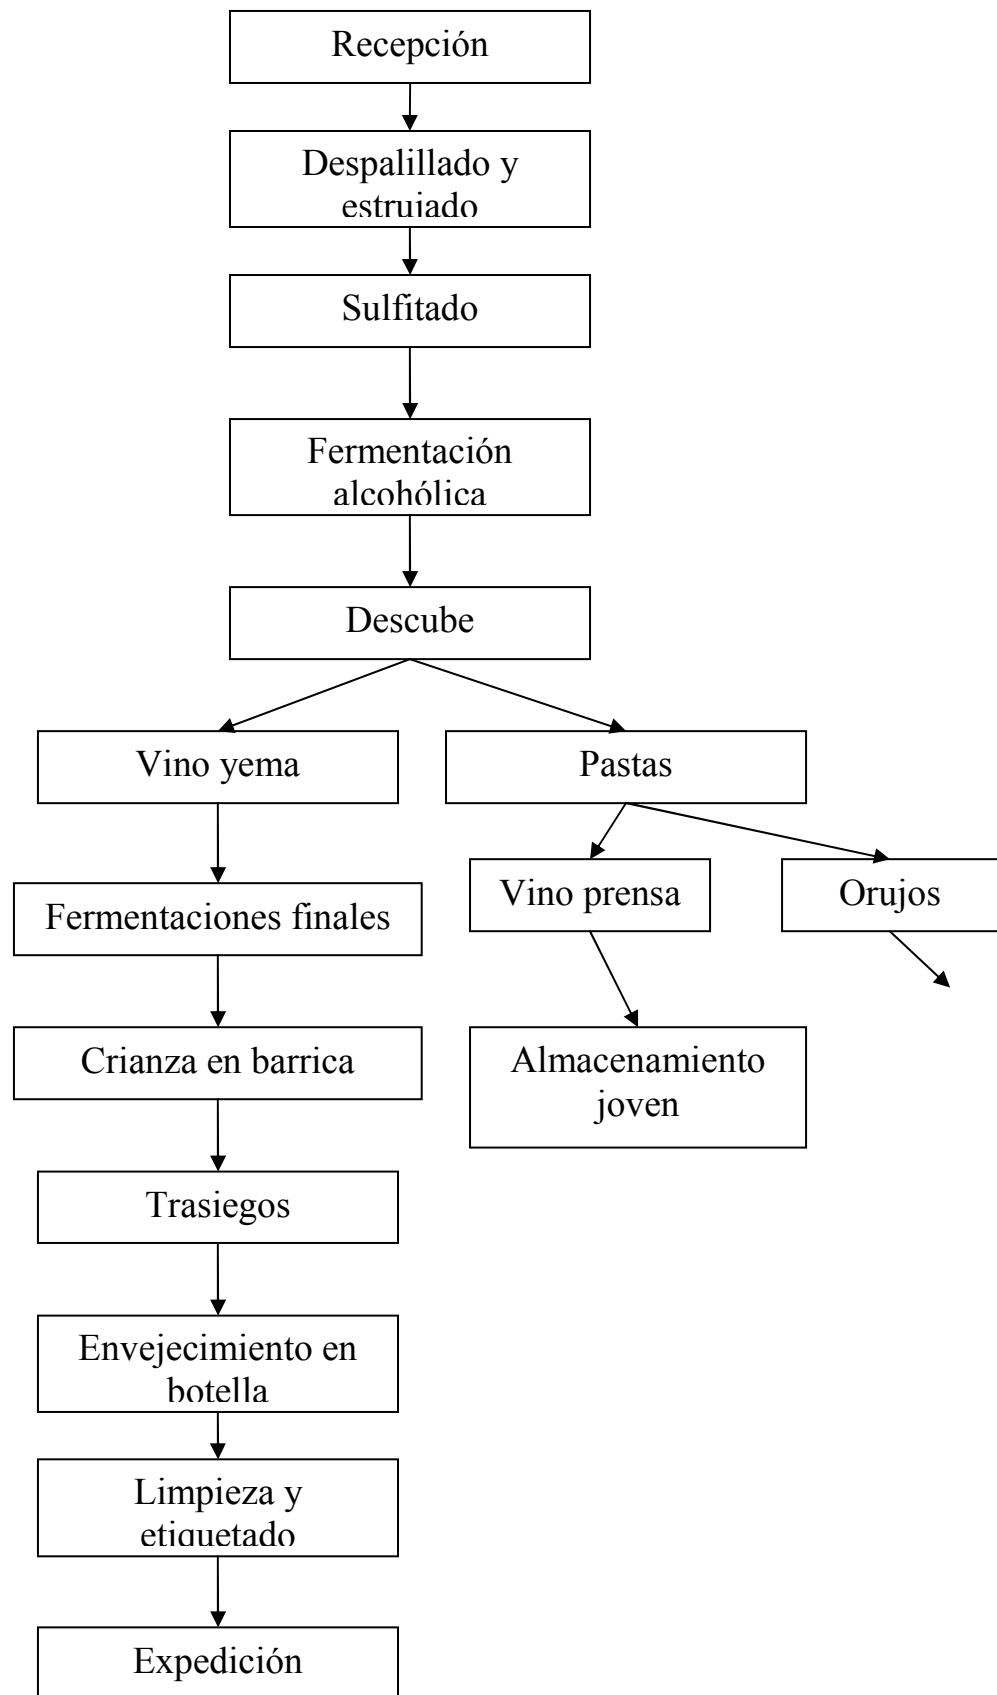 Recepción
Despalillado y
estrujado
Sulfitado
Fermentación
alcohólica
Descube
Vino yema
Pastas
Vino prensa
Orujos
Fermentaciones finales
Crianza en barrica
Almacenamiento
joven
Trasiegos
Envejecimiento en
botella
Limpieza y
etiquetado
Expedición